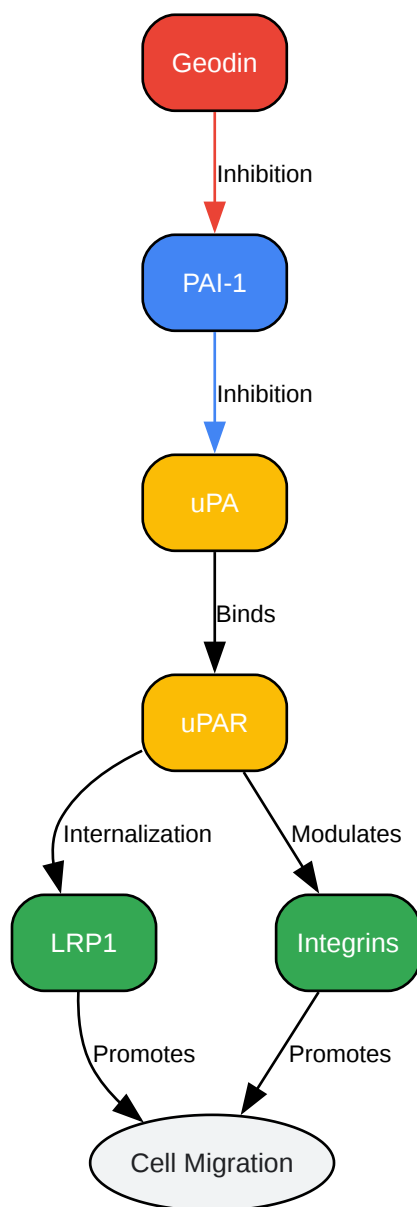 Geodin
Inhibition
PAI-1
Inhibition
uPA
Binds
uPAR
Internalization
Modulates
LRP1
Integrins
Promotes
Promotes
Cell Migration